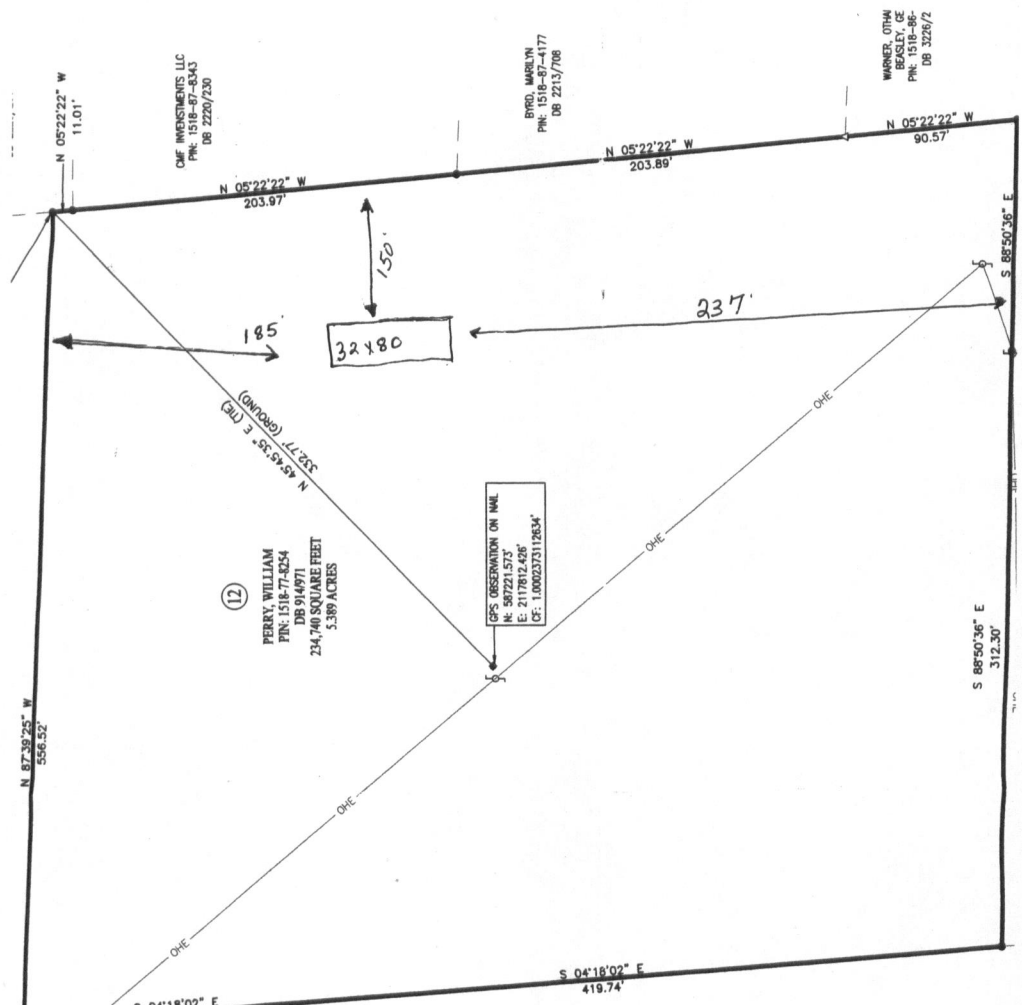 N 05°22'22" W
11.01'
CMF INVENSTMENTS LLC
PIN: 1518-87-8343
DB 2220/230
BYRD, MARILYN
PIN: 1518-87-4177
DB 2213/708
WARNER, OTHA
BEASLEY, GE
PIN: 1518-86-
DB 3226/2
N 05°22'22" W
203.97'
N 05°22'22" W
203.89'
N 05°22'22" W
90.57'
S 88°50'36" E
150'
185'
32 x 80
237'
N 45°45'35" E (TIE)
332.77' (GROUND)
OHE
OHE
GPS OBSERVATION ON NAIL
N: 587221.573'
E: 2117812.426'
CF: 1.0002373112634'
12
PERRY, WILLIAM
PIN: 1518-77-8254
DB 914/971
234,740 SQUARE FEET
5.389 ACRES
N 87°39'25" W
556.52'
S 88°50'36" E
312.30'
OHE
OHE
S 04°18'02" E
S 04°18'02" E
419.74'